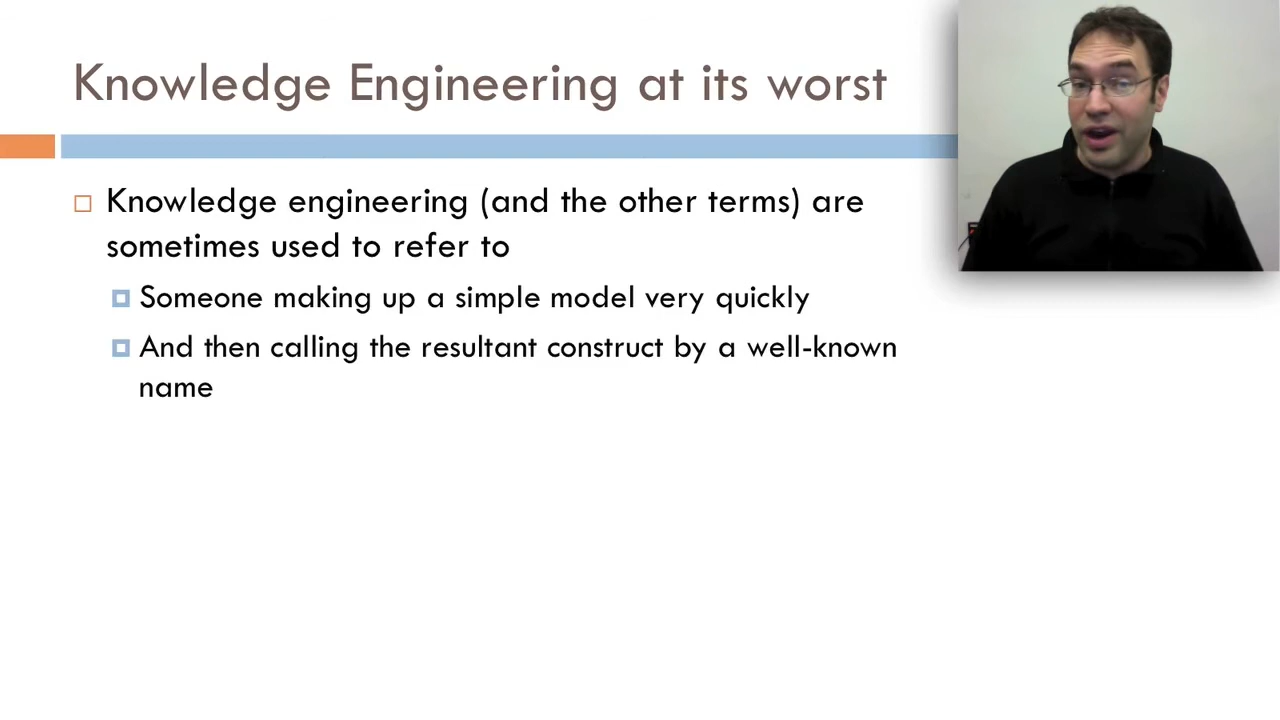 Knowledge Engineering at its worst
Knowledge engineering (and the other terms) are
sometimes used to refer to
Someone making up a simple model very quickly
And then calling the resultant construct by a well-known
name